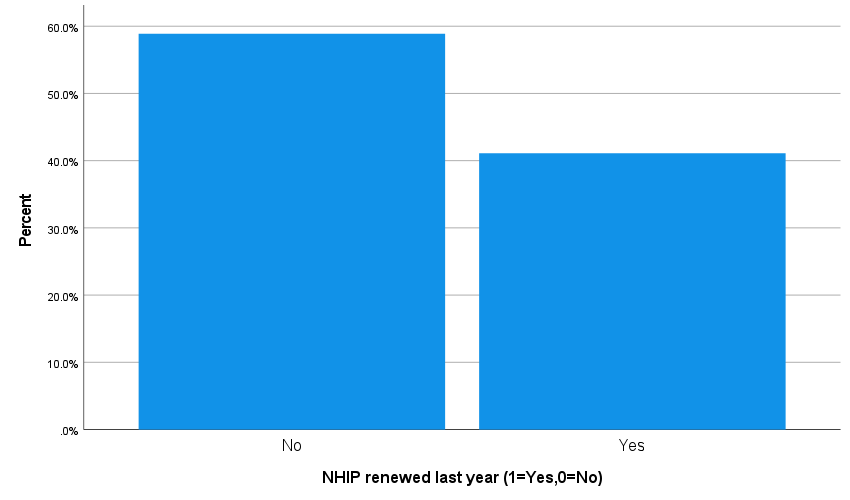 60.0%
50.0%
40.0%
30.0%
20.0%
10.0%
.0%
Percent
No Yes
NHIP renewed last year (1=Yes,0=No)